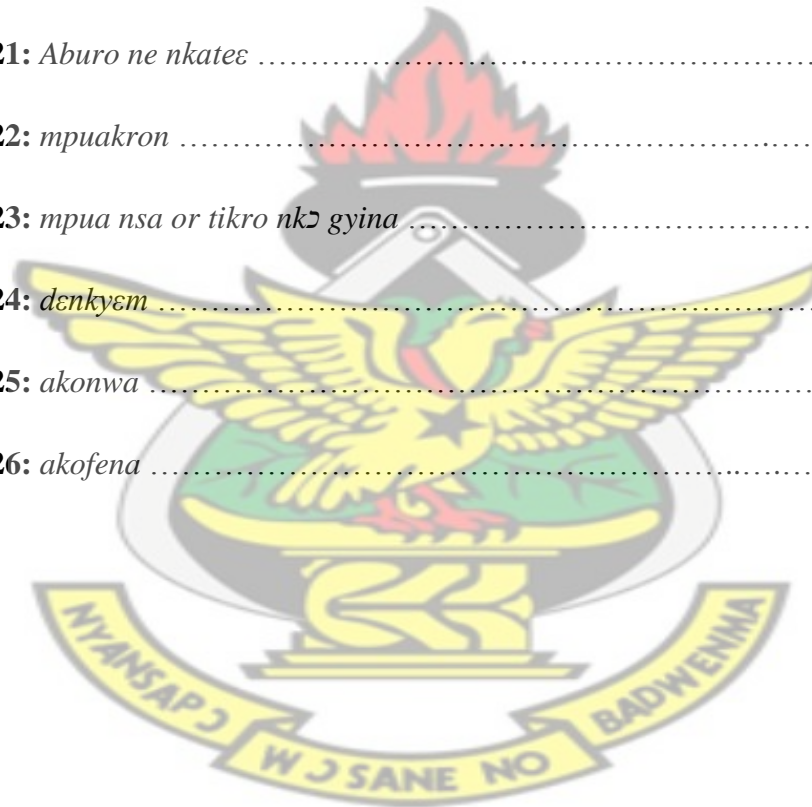 21: Aburo ne nkateɛ ……………………………………………………
22: mpuakron ……………………………………………………………
23: mpua nsa or tikro nkɔ gyina ………………………………………
24: dɛnkyɛm ………………………………………………………………
25: akonwa ………………………………………………………………
26: akofena ………………………………………………………………
NYANSAPƆ WƆSANE NO BADWENMA